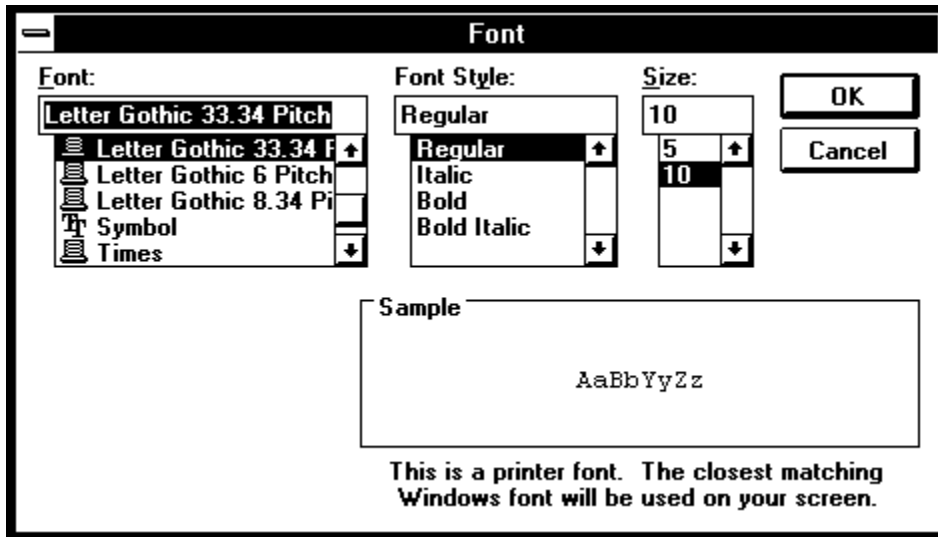 Font
Font: Font Style: Size:
Letter Gothic 33.34 Pitch Regular 10 OK
Letter Gothic 33.34 F Regular 5 Cancel
Letter Gothic 6 Pitch Italic 10
Letter Gothic 8.34 Pi Bold
Tr Symbol Bold Italic
Times
Sample
AaBbYyZz
This is a printer font. The closest matching
Windows font will be used on your screen.